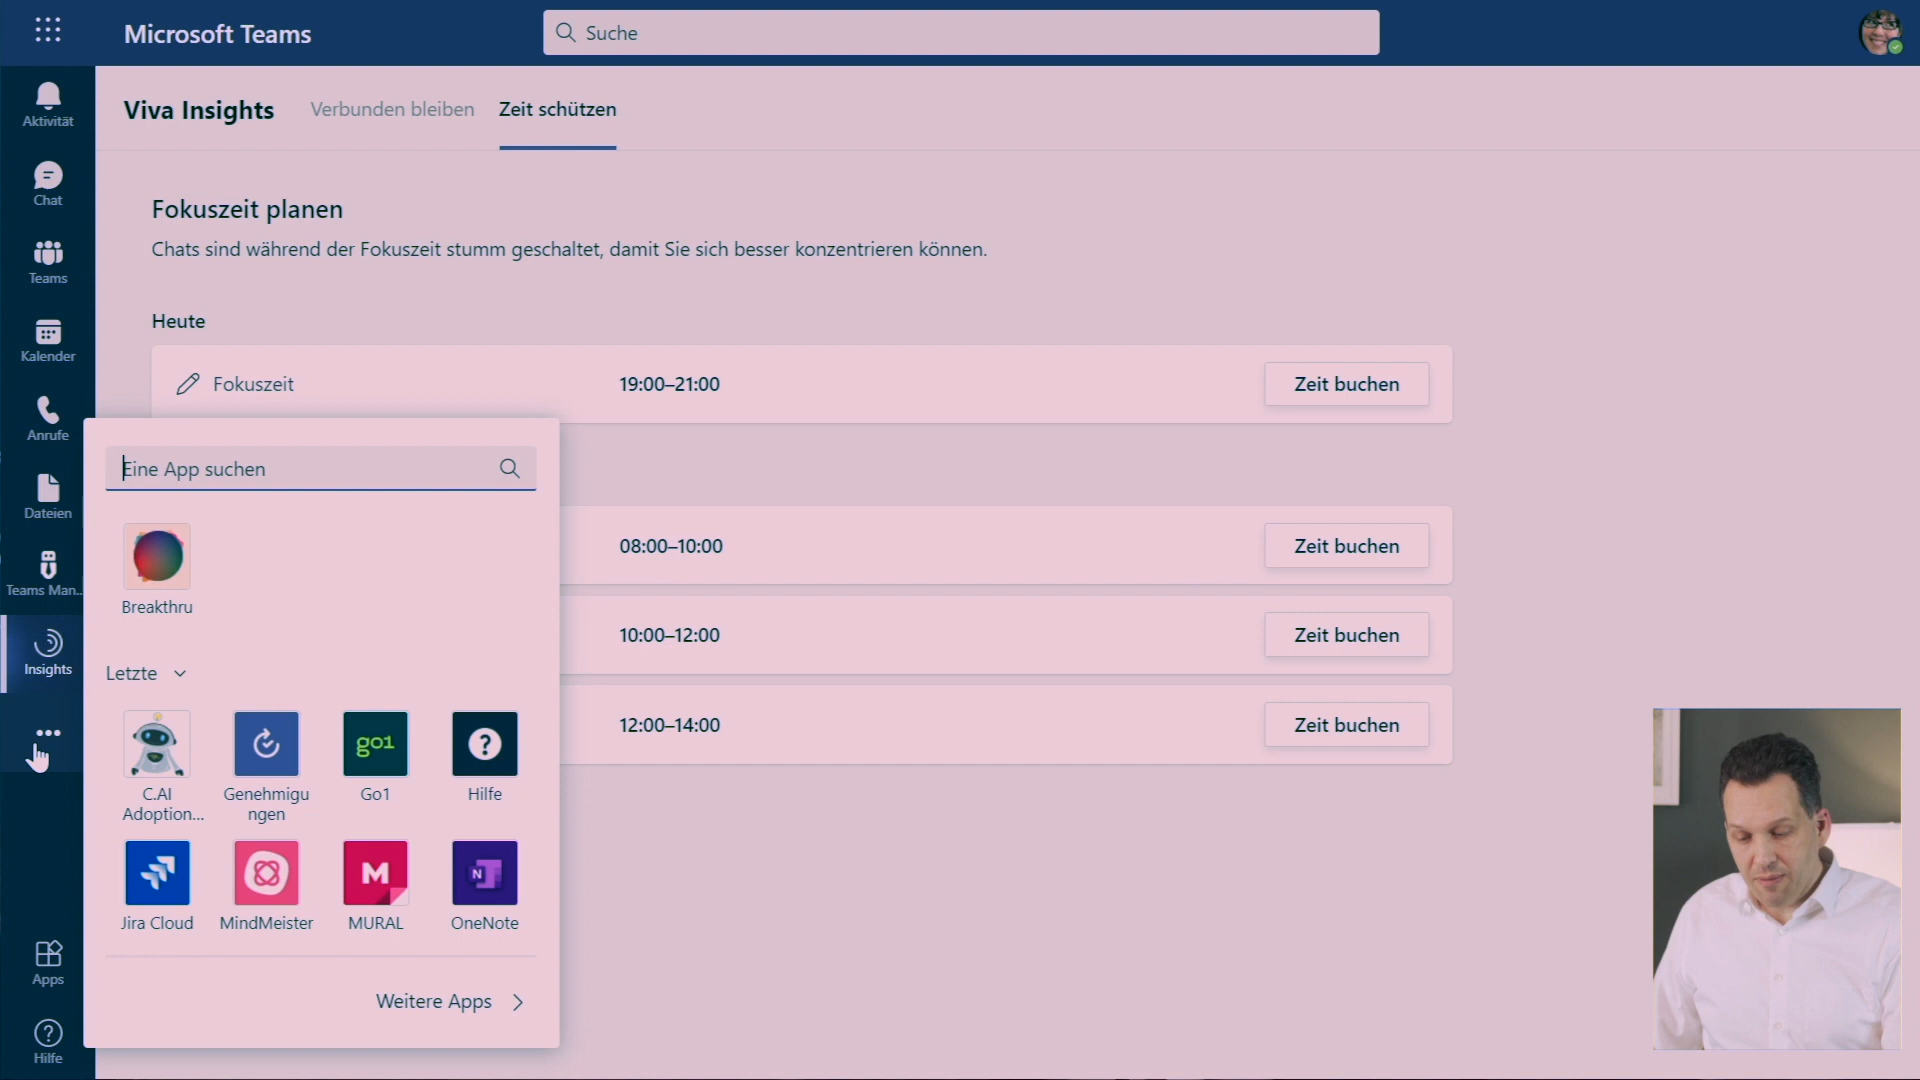 Microsoft Teams
Suche
Aktivität
Chat
Teams
Kalender
Anrufe
Dateien
Teams Man...
Insights
Apps
Hilfe
Viva Insights
Verbunden bleiben
Zeit schützen
Fokuszeit planen
Chats sind während der Fokuszeit stumm geschaltet, damit Sie sich besser konzentrieren können.
Heute
Fokuszeit 19:00–21:00 Zeit buchen
08:00–10:00 Zeit buchen
10:00–12:00 Zeit buchen
12:00–14:00 Zeit buchen
Eine App suchen
Breakthru
Letzte
go1
?
C.AI Adoption...
Genehmigu
ngen
Go1
Hilfe
M
N
Jira Cloud
MindMeister
MURAL
OneNote
Weitere Apps